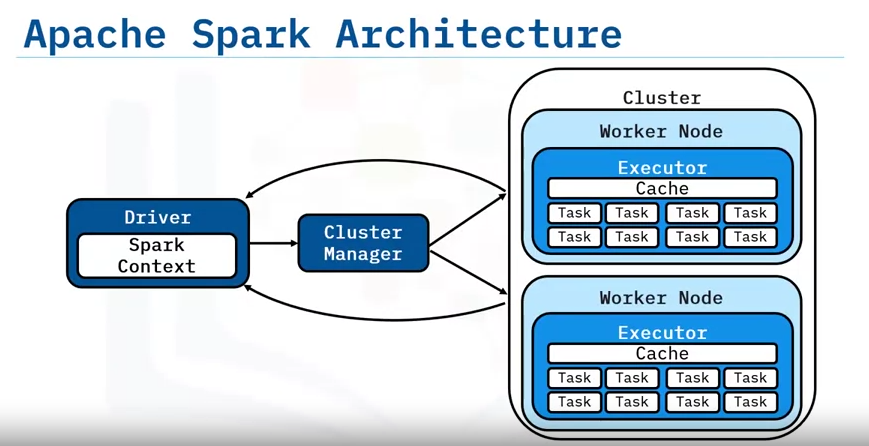 Apache Spark Architecture
Driver
Spark
Context
Cluster
Manager
Cluster
Worker Node
Executor
Cache
Task Task Task Task
Task Task Task Task
Worker Node
Executor
Cache
Task Task Task Task
Task Task Task Task